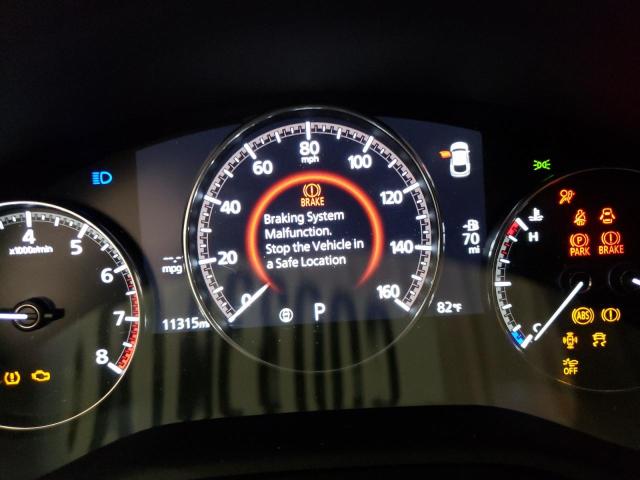 80
mph
60
100
40
120
20
140
0
160
BRAKE
Braking System
Malfunction.
Stop the Vehicle in
a Safe Location
--.-
mpg
11315mi
P
B
70
mi
82°F
4
5
x1000r/min
6
7
8
H
C
P
PARK
BRAKE
ABS
OFF